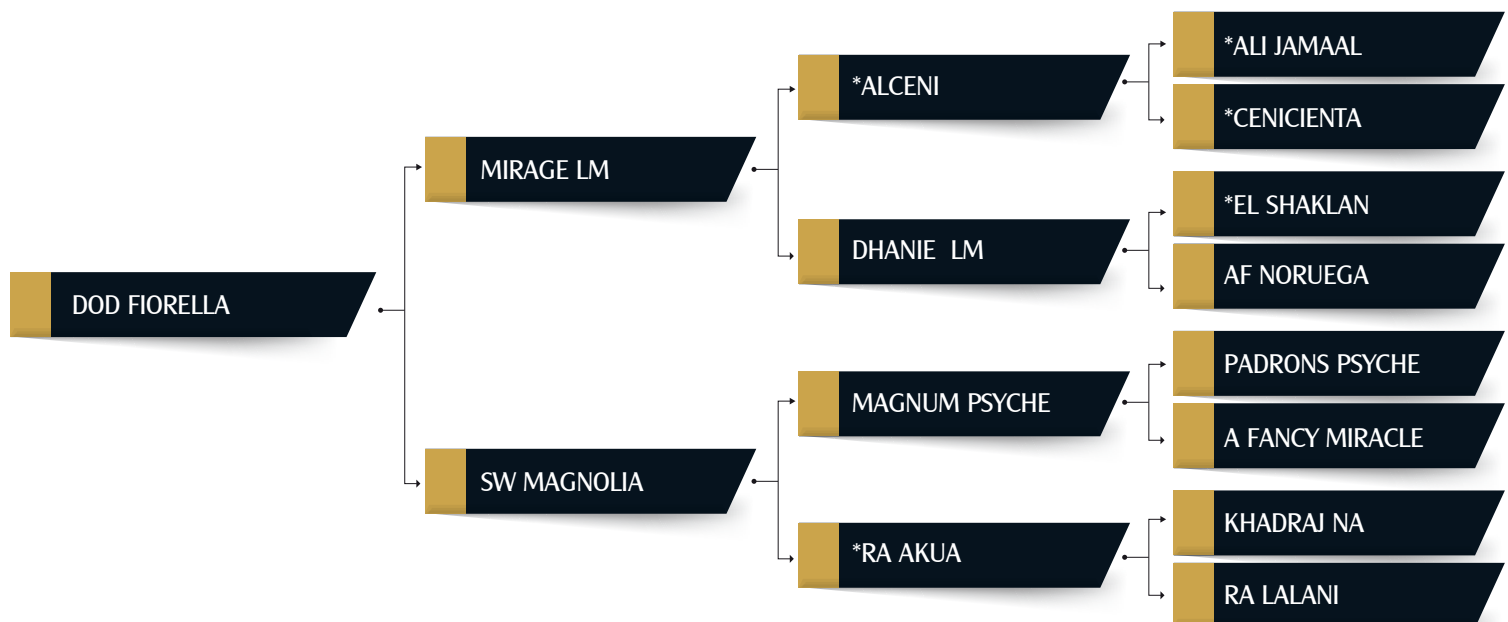 DOD FIORELLA
MIRAGE LM
SW MAGNOLIA
*ALCENI
DHANIE LM
MAGNUM PSYCHE
*RA AKUA
*ALI JAMAAL
*CENICIENTA
*EL SHAKLAN
AF NORUEGA
PADRONS PSYCHE
A FANCY MIRACLE
KHADRAJ NA
RA LALANI